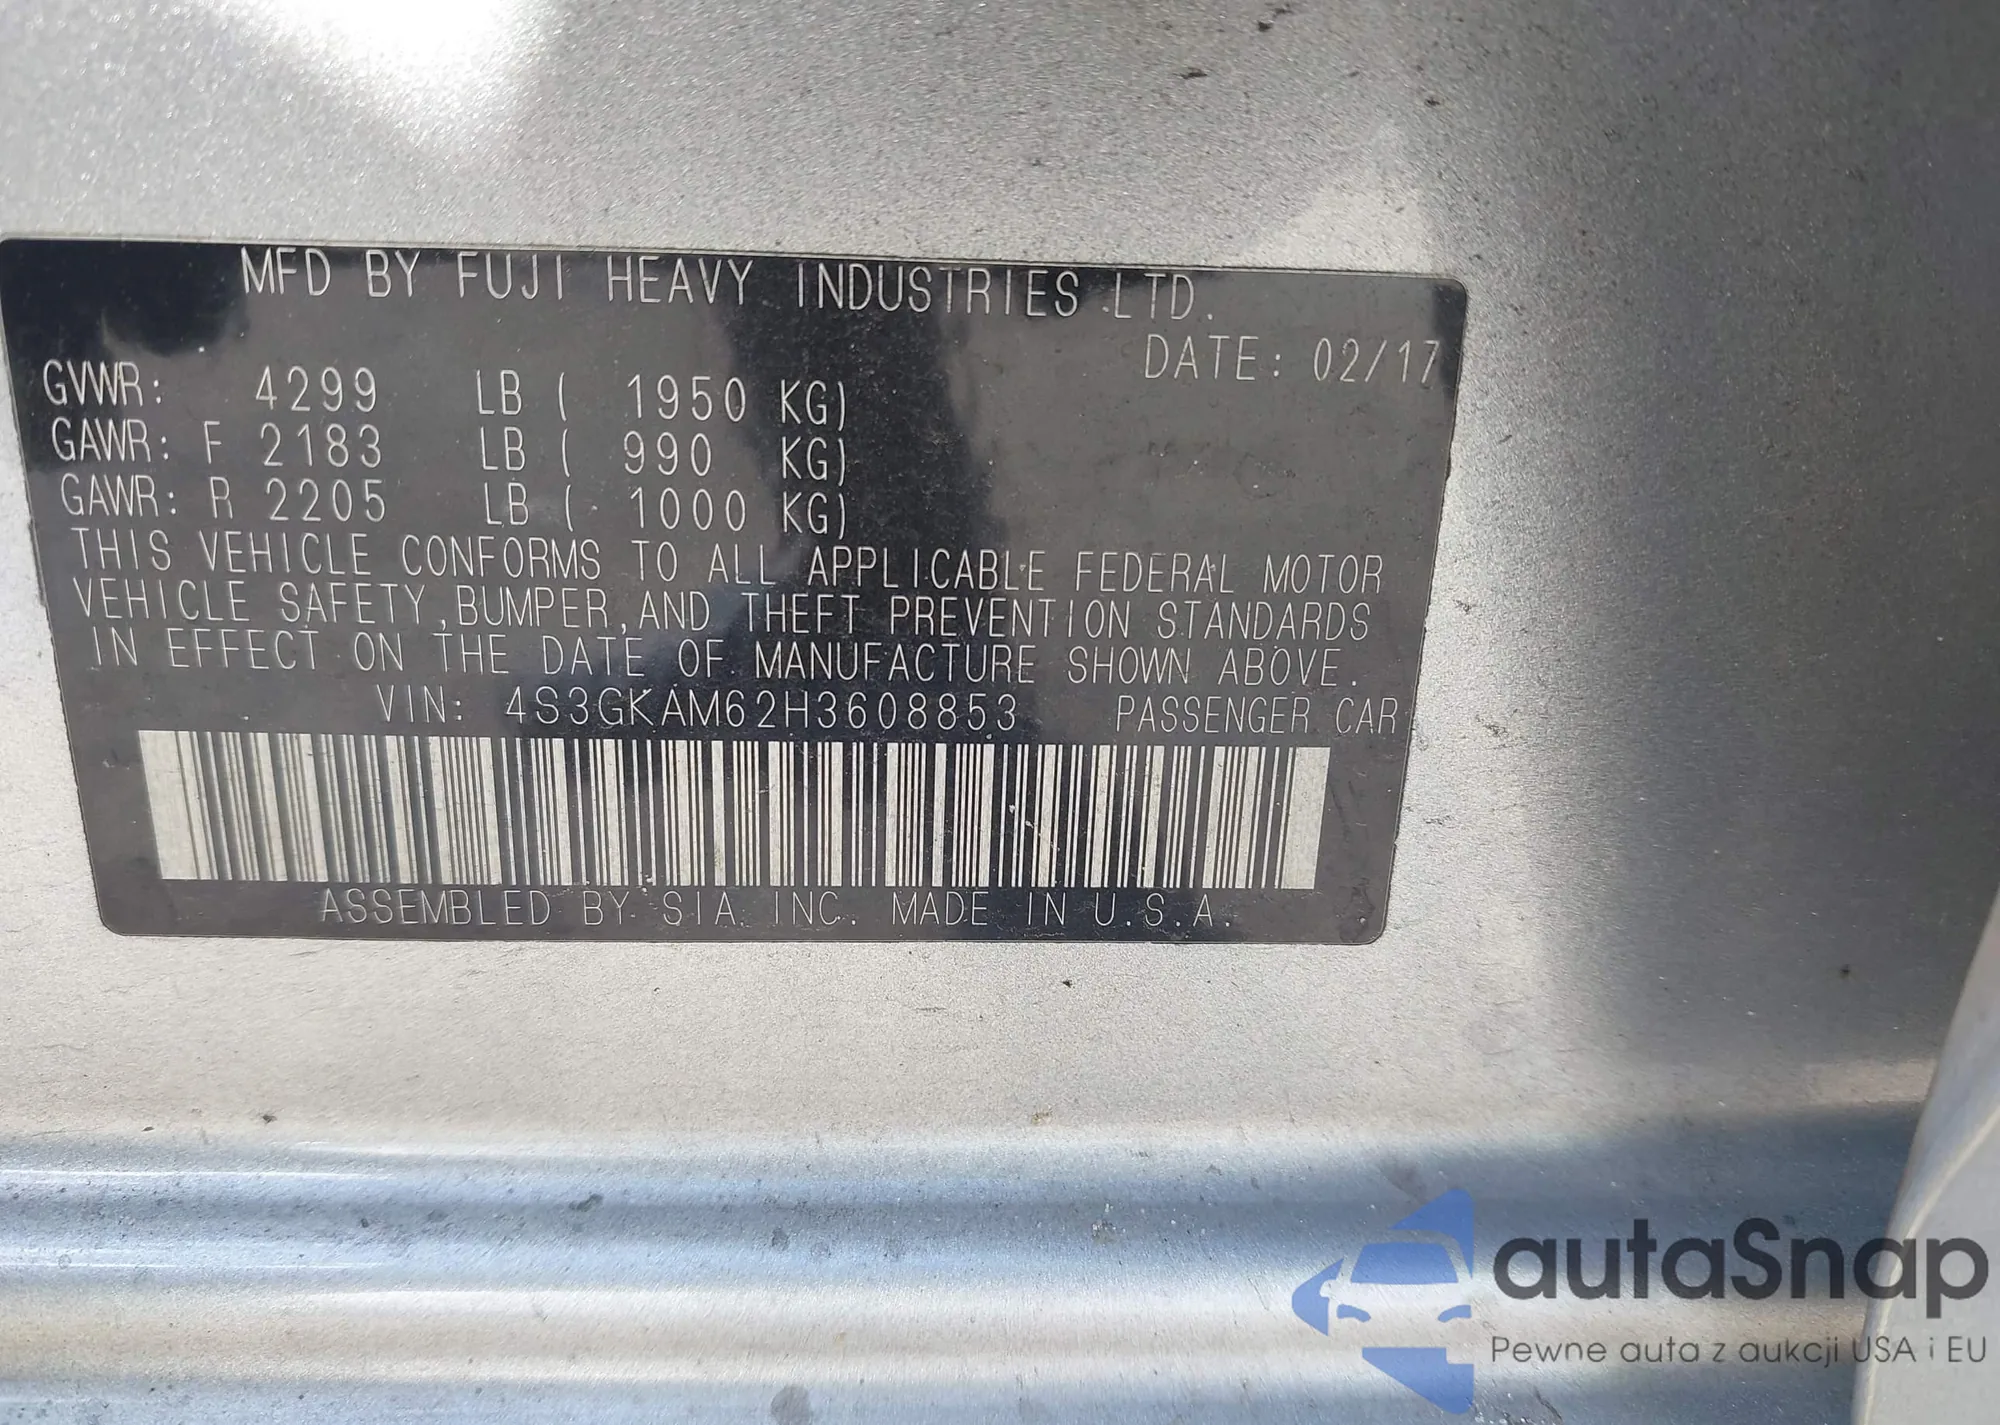 MFD BY FUJI HEAVY INDUSTRIES LTD.
DATE: 02/17
GVWR: 4299 LB ( 1950 KG)
GAWR: F 2183 LB ( 990 KG)
GAWR: R 2205 LB ( 1000 KG)
THIS VEHICLE CONFORMS TO ALL APPLICABLE FEDERAL MOTOR
VEHICLE SAFETY, BUMPER, AND THEFT PREVENTION STANDARDS
IN EFFECT ON THE DATE OF MANUFACTURE SHOWN ABOVE.
VIN: 4S3GKAM62H3608853 PASSENGER CAR
ASSEMBLED BY SIA INC. MADE IN U.S.A.
autaSnap
Pewne auta z aukcji USA i EU